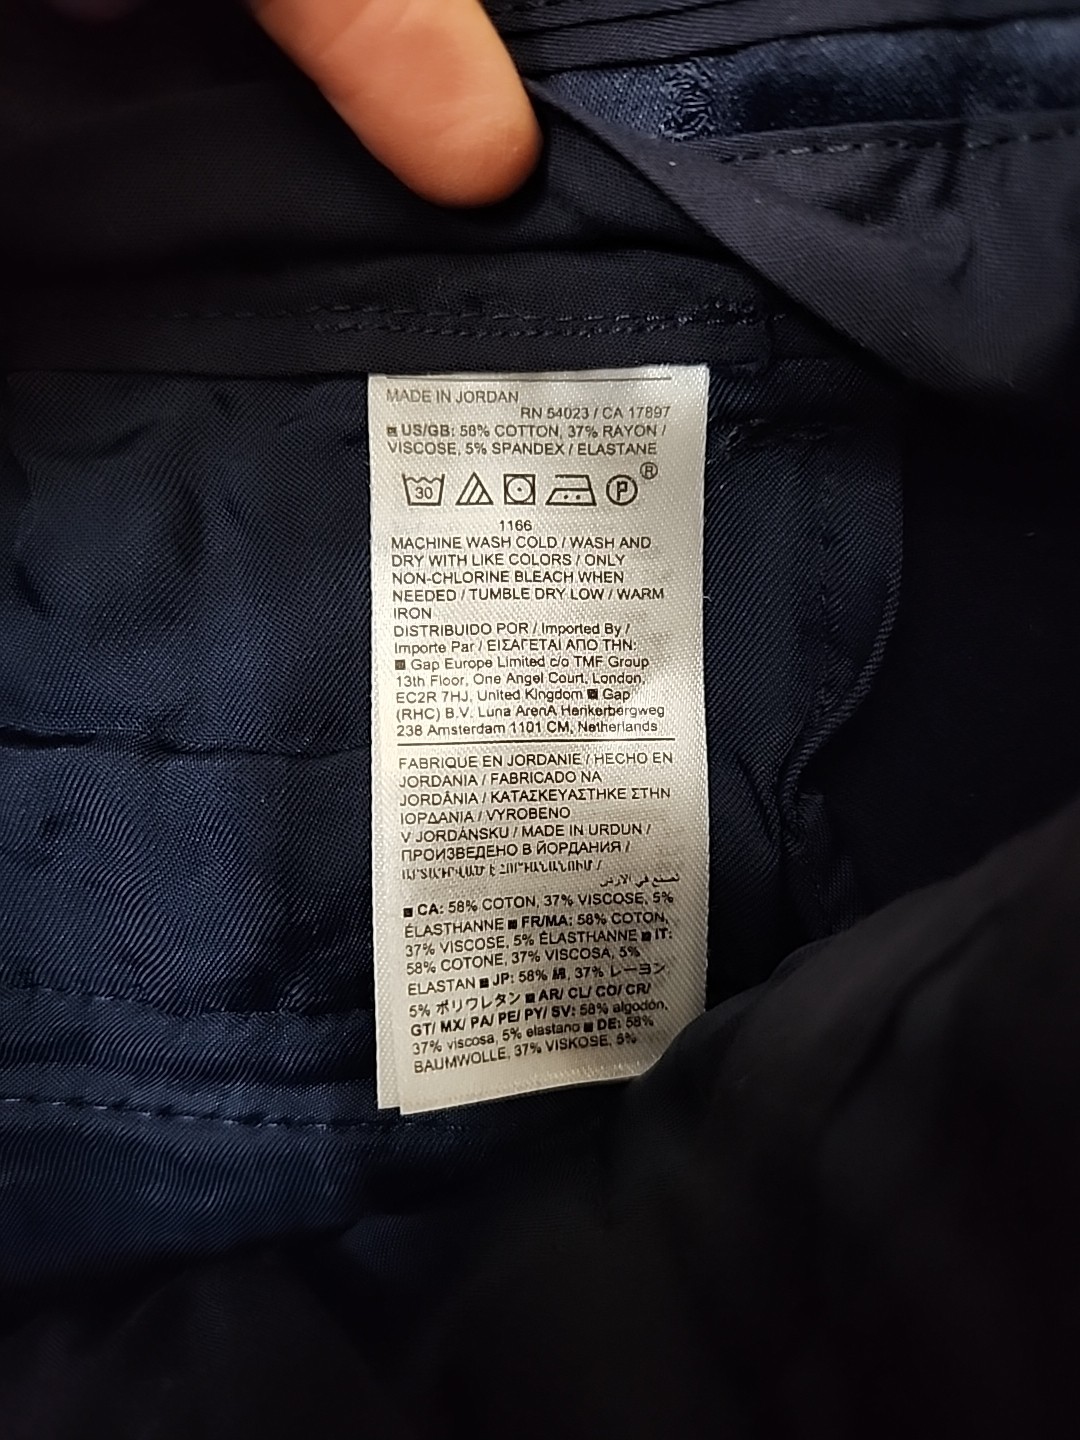 MADE IN JORDAN
RN 54023 / CA 17897
US/GB: 58% COTTON, 37% RAYON /
VISCOSE, 5% SPANDEX / ELASTANE
30 P ®
1166
MACHINE WASH COLD / WASH AND
DRY WITH LIKE COLORS / ONLY
NON-CHLORINE BLEACH WHEN
NEEDED / TUMBLE DRY LOW / WARM
IRON
DISTRIBUIDO POR / Imported By /
Importe Par / ΕΙΣΑΓΕΤΑΙ ΑΠΟ ΤΗΝ:
■ Gap Europe Limited c/o TMF Group
13th Floor, One Angel Court, London,
EC2R 7HJ, United Kingdom ■ Gap
(RHC) B.V. Luna ArenA Herikerbergweg
238 Amsterdam 1101 CM, Netherlands
FABRIQUE EN JORDANIE / HECHO EN
JORDANIA / FABRICADO NA
JORDÂNIA / ΚΑΤΑΣΚΕΥΑΣΤΗΚΕ ΣΤΗΝ
ΙΟΡΔΑΝΙΑ / VYROBENO
V JORDÁNSKU / MADE IN URDUN /
ПРОИЗВЕДЕНО В ЙОРДАНИЯ /
صنع في الأردن
■ CA: 58% COTON, 37% VISCOSE, 5%
ÉLASTHANNE ■ FR/MA: 58% COTON,
37% VISCOSE, 5% ÉLASTHANNE ■ IT:
58% COTONE, 37% VISCOSA, 5%
ELASTAN ■ JP: 58% 綿, 37% レーヨン,
5% ポリウレタン ■ AR/ CL/ CO/ CR/
GT/ MX/ PA/ PE/ PY/ SV: 58% algodón,
37% viscosa, 5% elastano ■ DE: 58%
BAUMWOLLE, 37% VISKOSE, 5%